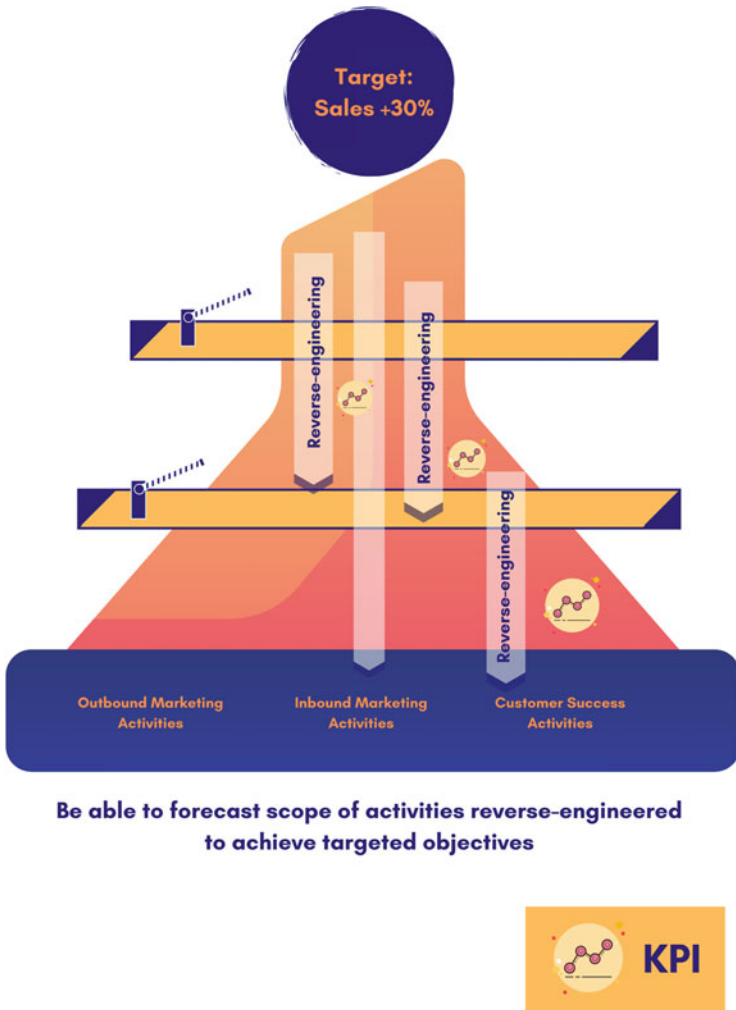 Target:
Sales +30%
Reverse-engineering
Reverse-engineering
Reverse-engineering
Outbound Marketing
Activities
Inbound Marketing
Activities
Customer Success
Activities
Be able to forecast scope of activities reverse-engineered
to achieve targeted objectives
KPI